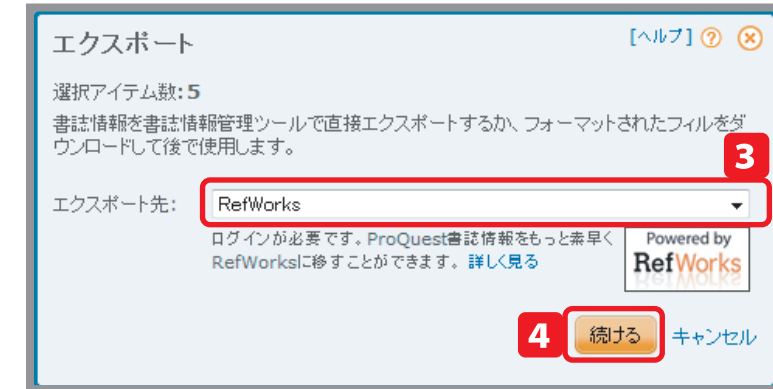 エクスポート
[ヘルプ] ?
選択アイテム数: 5
書誌情報を書誌情報管理ツールで直接エクスポートするか、フォーマットされたフィルをダ
ウンロードして後で使用します。
3
エクスポート先: RefWorks
ログインが必要です。ProQuest書誌情報をもっと素早く
RefWorksに移すことができます。詳しく見る
Powered by
RefWorks
4 続ける キャンセル